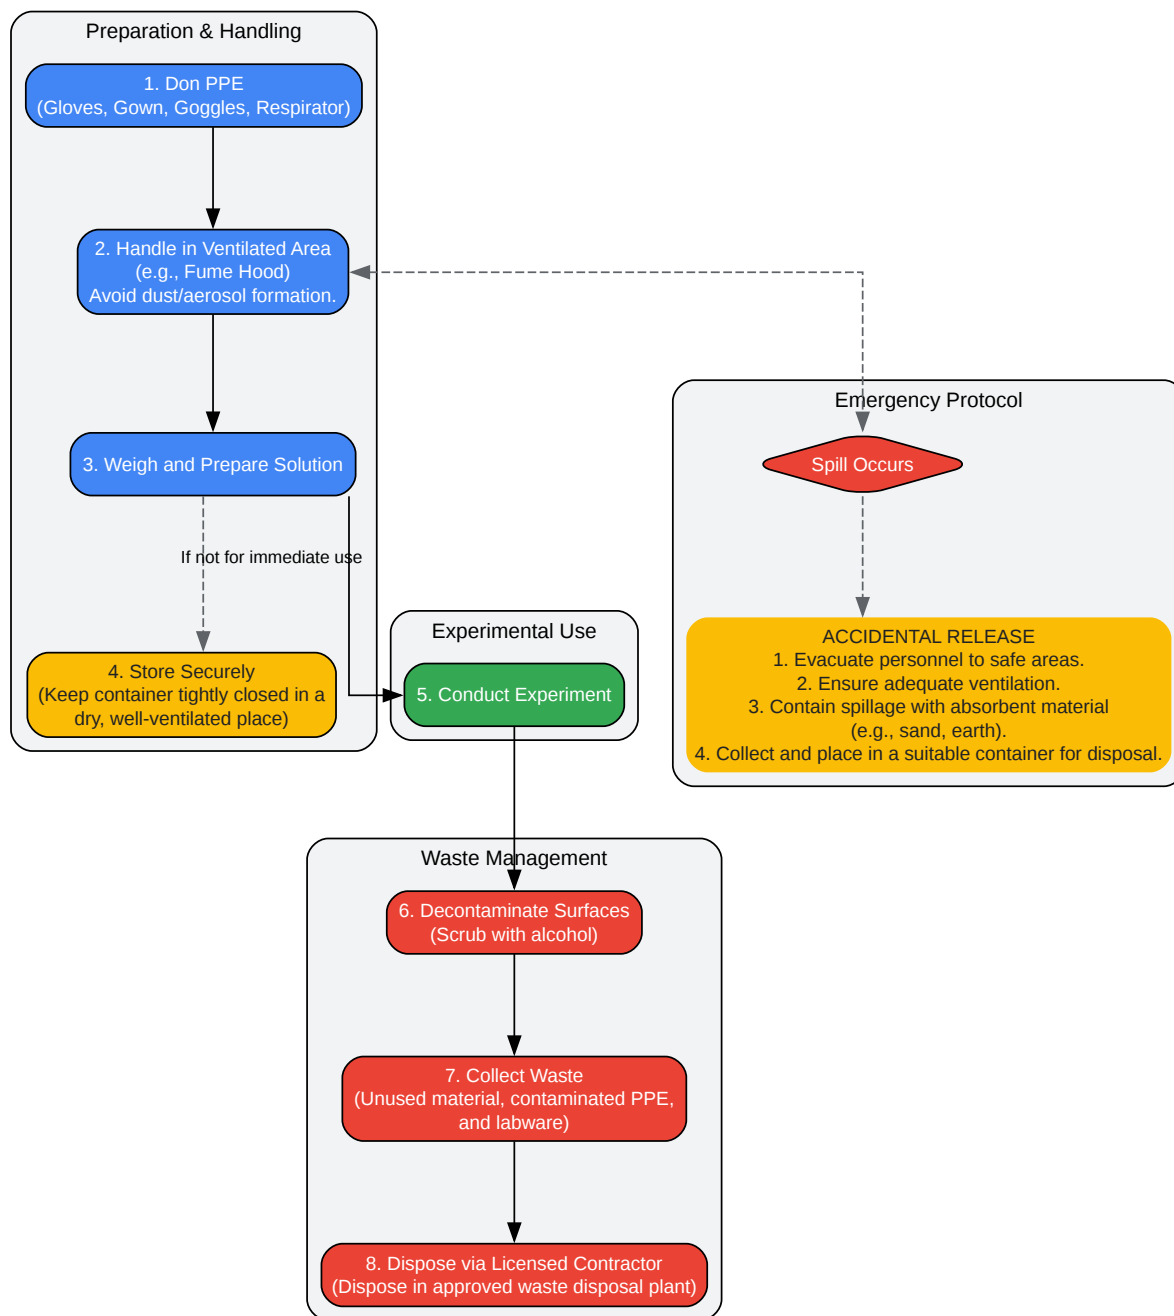 Preparation & Handling
1. Don PPE
(Gloves, Gown, Goggles, Respirator)
2. Handle in Ventilated Area
(e.g., Fume Hood)
Avoid dust/aerosol formation.
3. Weigh and Prepare Solution
If not for immediate use
4. Store Securely
(Keep container tightly closed in a
dry, well-ventilated place)
Experimental Use
5. Conduct Experiment
Emergency Protocol
Spill Occurs
ACCIDENTAL RELEASE
1. Evacuate personnel to safe areas.
2. Ensure adequate ventilation.
3. Contain spillage with absorbent material
(e.g., sand, earth).
4. Collect and place in a suitable container for disposal.
Waste Management
6. Decontaminate Surfaces
(Scrub with alcohol)
7. Collect Waste
(Unused material, contaminated PPE,
and labware)
8. Dispose via Licensed Contractor
(Dispose in approved waste disposal plant)